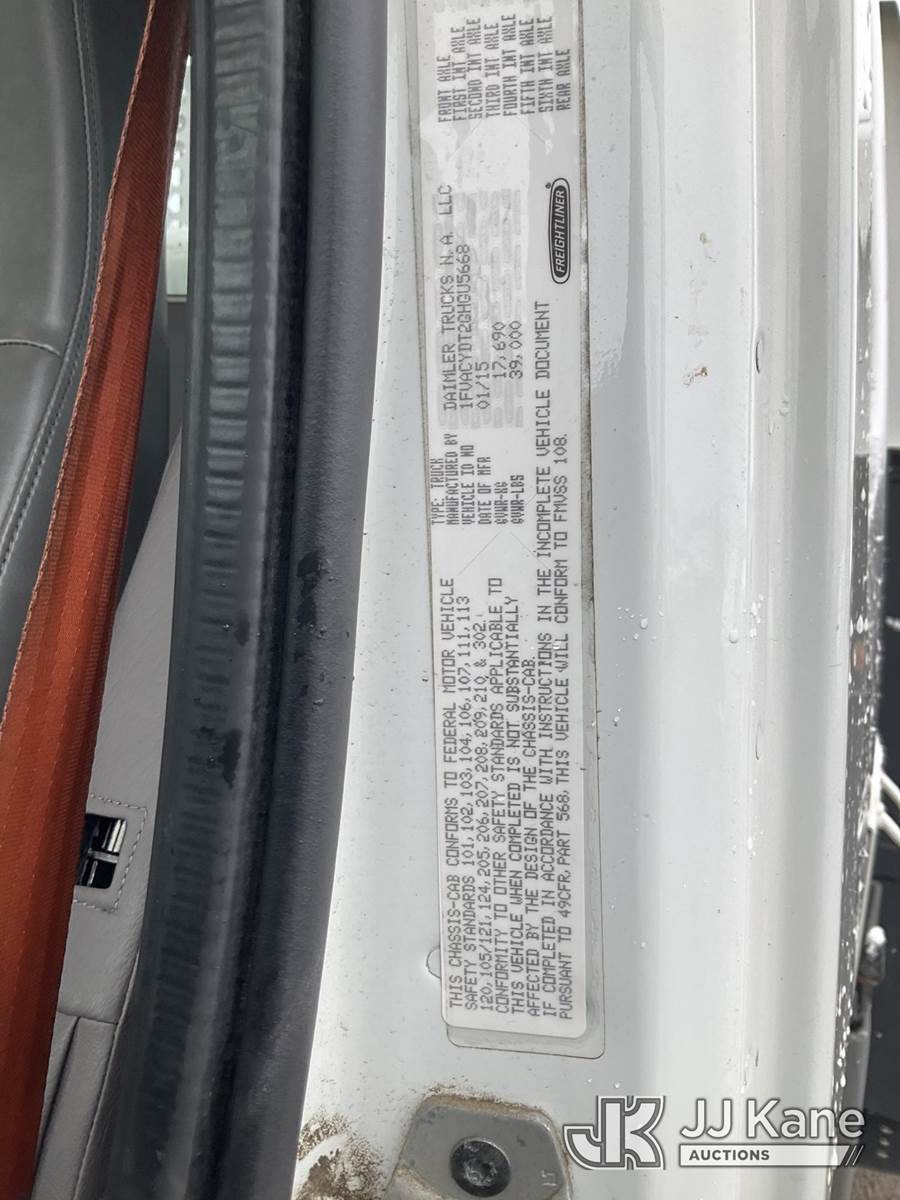 THIS CHASSIS-CAB CONFORMS TO FEDERAL MOTOR VEHICLE
SAFETY STANDARDS 101, 102, 103, 104, 106, 107, 111, 113
120, 105/121, 124, 205, 206, 207, 208, 209, 210, & 302.
CONFORMITY TO OTHER SAFETY STANDARDS APPLICABLE TO
THIS VEHICLE WHEN COMPLETED IS NOT SUBSTANTIALLY
AFFECTED BY THE DESIGN OF THE CHASSIS-CAB.
IF COMPLETED IN ACCORDANCE WITH INSTRUCTIONS IN THE INCOMPLETE VEHICLE DOCUMENT
PURSUANT TO 49CFR, PART 568, THIS VEHICLE WILL CONFORM TO FMVSS 108.
TYPE: TRUCK
MANUFACTURED BY DAIMLER TRUCKS N.A. LLC
VEHICLE ID NO 1FVACYDT2GHGU5668
DATE OF MFR 01/15
GVWR-KG 17,690
GVWR-LBS 39,000
FREIGHTLINER®
FRONT AXLE
FIRST INT AXLE
SECOND INT AXLE
THIRD INT AXLE
FOURTH INT AXLE
FIFTH INT AXLE
SIXTH INT AXLE
REAR AXLE
JK JJ Kane
AUCTIONS